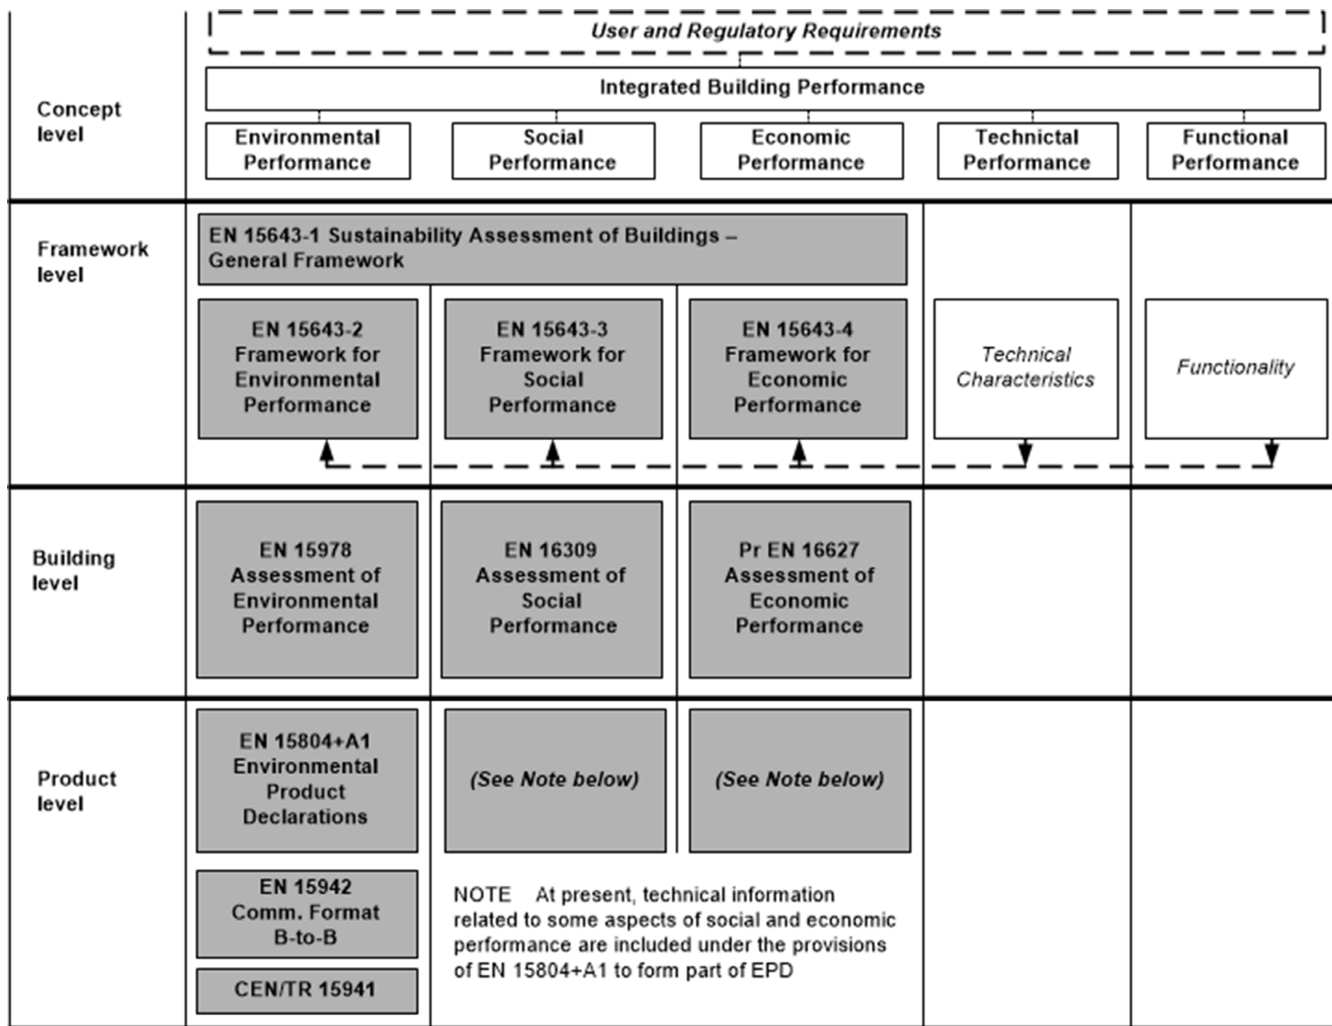 User and Regulatory Requirements
Integrated Building Performance
Concept
level
Environmental
Performance
Social
Performance
Economic
Performance
Technictal
Performance
Functional
Performance
Framework
level
EN 15643-1 Sustainability Assessment of Buildings –
General Framework
EN 15643-2
Framework for
Environmental
Performance
EN 15643-3
Framework for
Social
Performance
EN 15643-4
Framework for
Economic
Performance
Technical
Characteristics
Functionality
Building
level
EN 15978
Assessment of
Environmental
Performance
EN 16309
Assessment of
Social
Performance
Pr EN 16627
Assessment of
Economic
Performance
Product
level
EN 15804+A1
Environmental
Product
Declarations
(See Note below)
(See Note below)
EN 15942
Comm. Format
B-to-B
CEN/TR 15941
NOTE At present, technical information
related to some aspects of social and economic
performance are included under the provisions
of EN 15804+A1 to form part of EPD